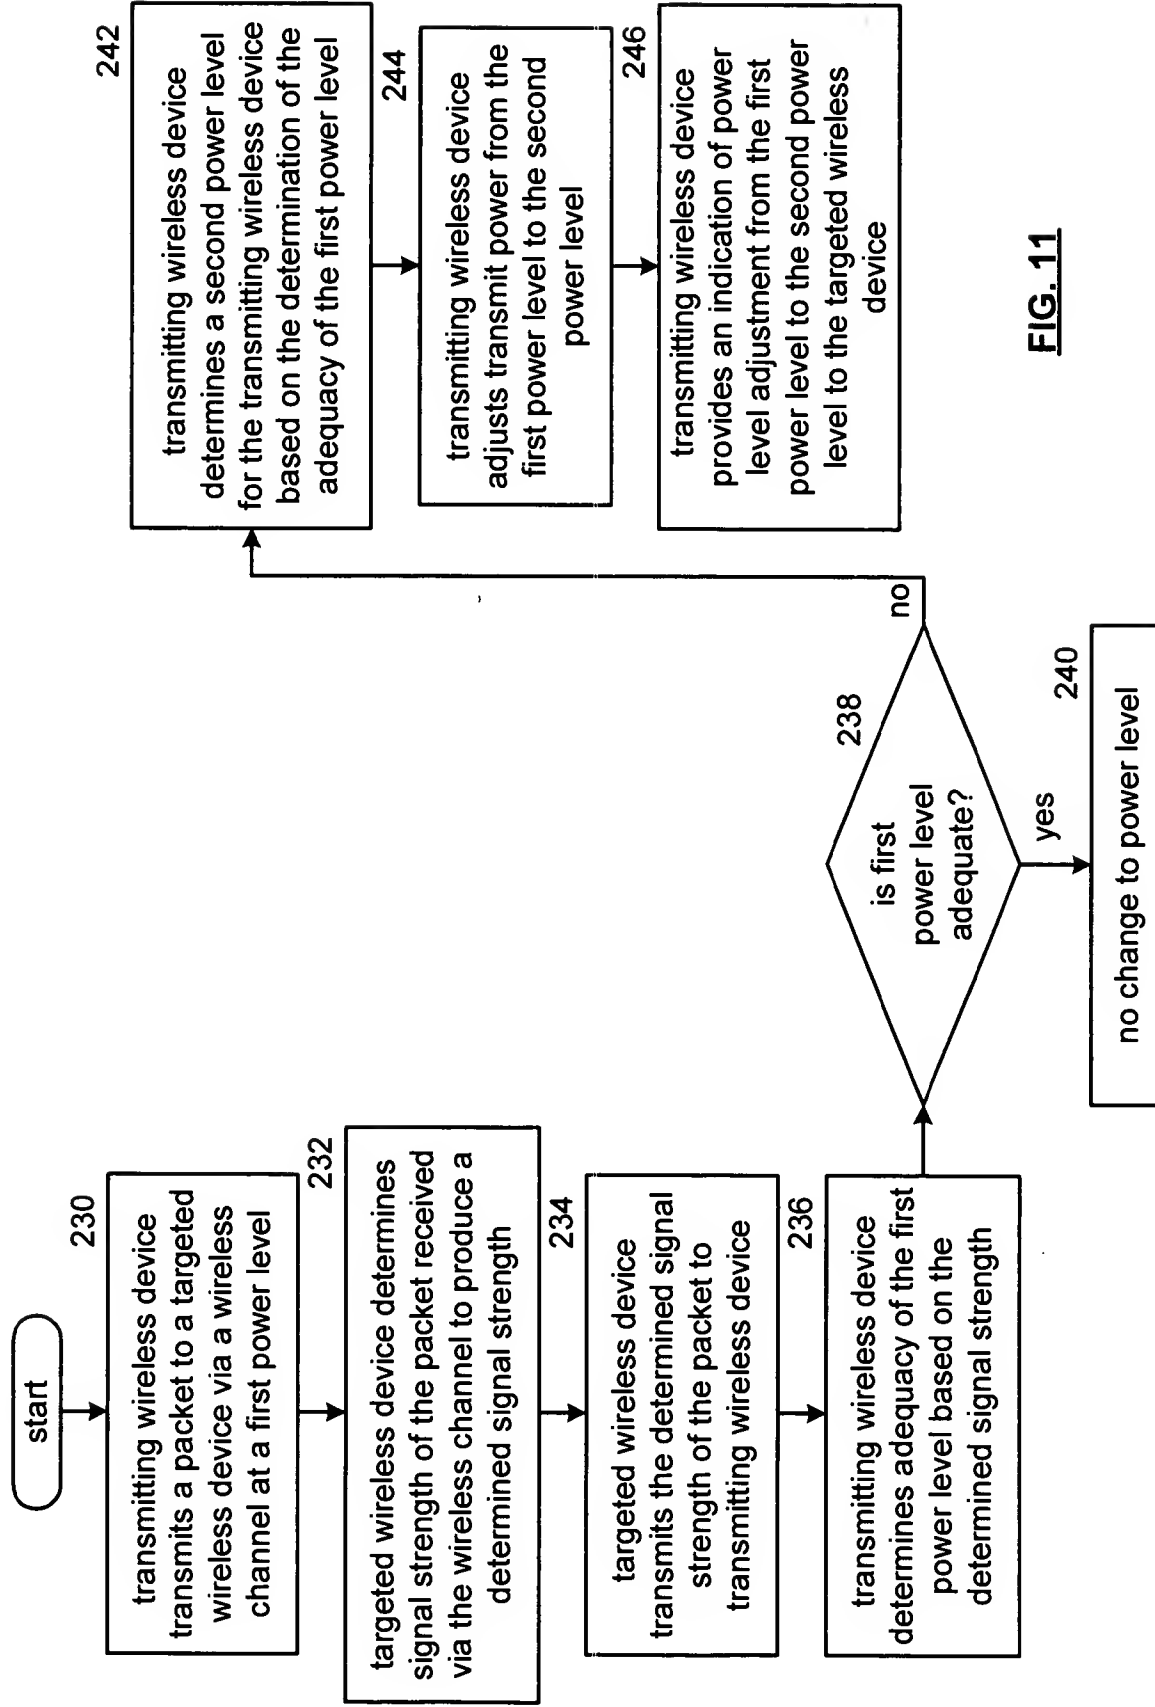 start
230
transmitting wireless device
transmits a packet to a targeted
wireless device via a wireless
channel at a first power level
232
targeted wireless device determines
signal strength of the packet received
via the wireless channel to produce a
determined signal strength
234
targeted wireless device
transmits the determined signal
strength of the packet to
transmitting wireless device
236
transmitting wireless device
determines adequacy of the first
power level based on the
determined signal strength
238
is first
power level
adequate?
yes
no
240
no change to power level
242
transmitting wireless device
determines a second power level
for the transmitting wireless device
based on the determination of the
adequacy of the first power level
244
transmitting wireless device
adjusts transmit power from the
first power level to the second
power level
246
transmitting wireless device
provides an indication of power
level adjustment from the first
power level to the second power
level to the targeted wireless
device
FIG. 11